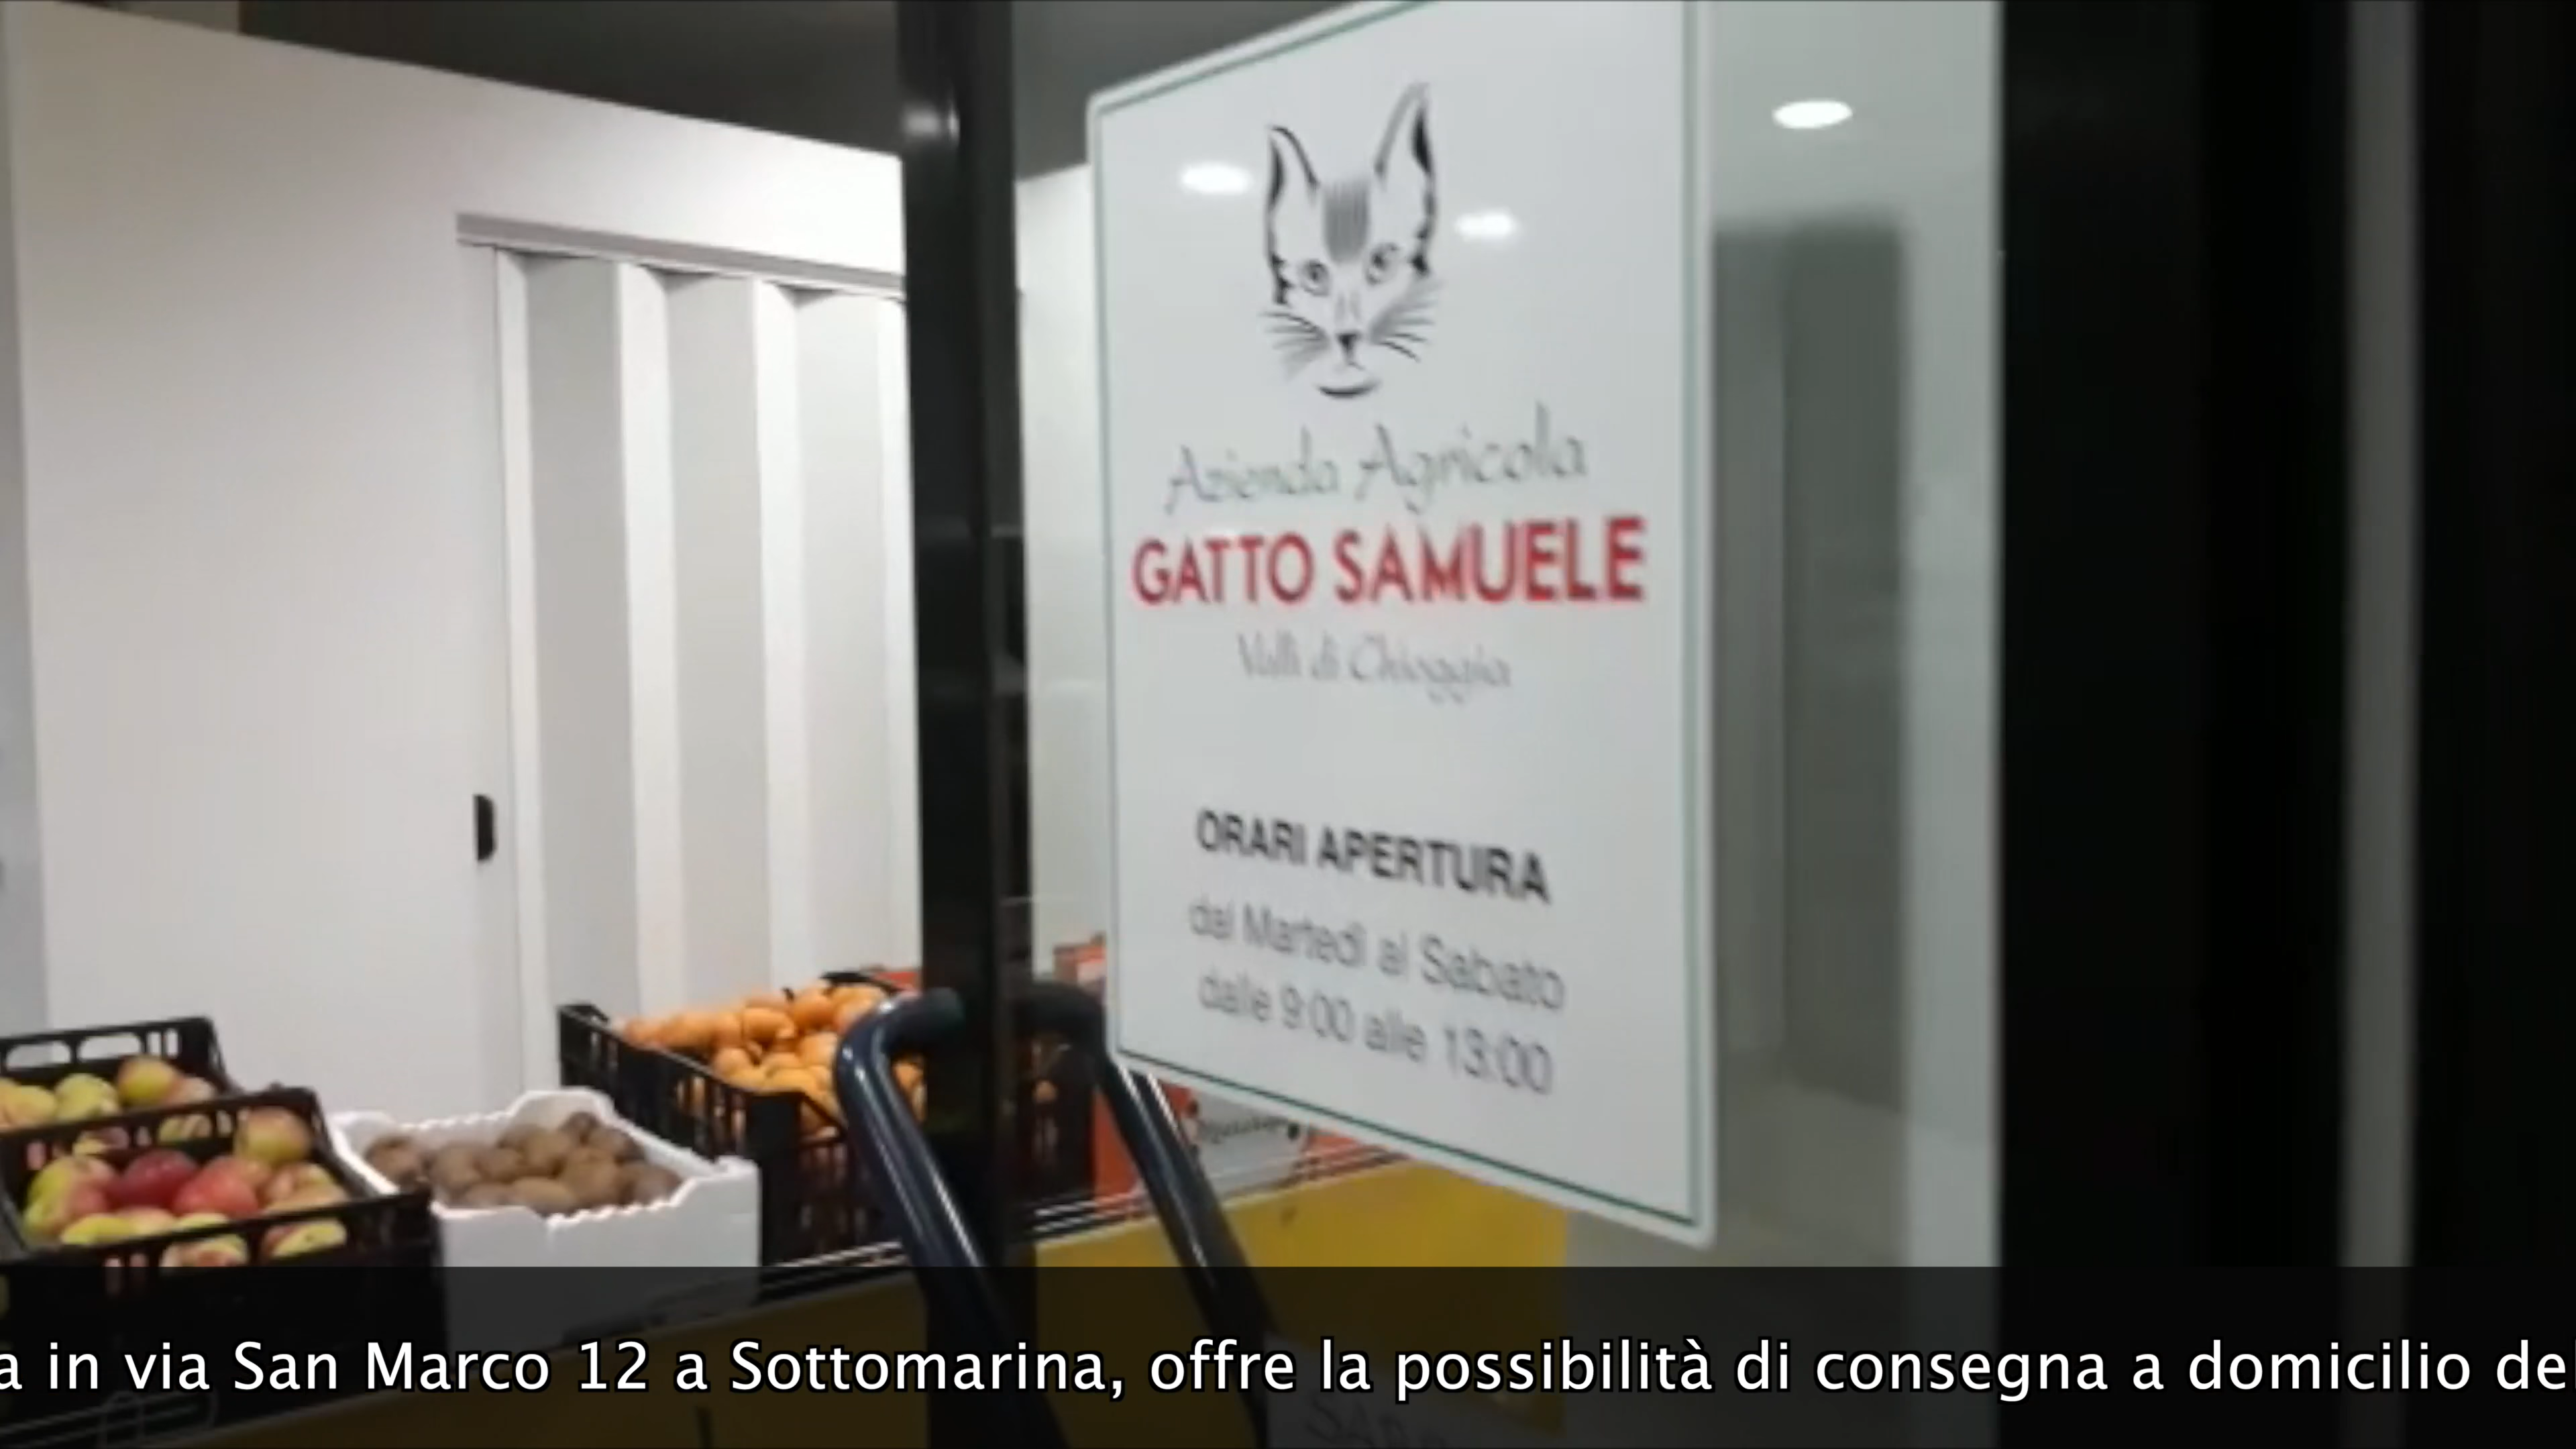 Azienda Agricola
GATTO SAMUELE
Valli di Chioggia
ORARI APERTURA
dal Martedì al Sabato
dalle 9:00 alle 13:00
a in via San Marco 12 a Sottomarina, offre la possibilità di consegna a domicilio del